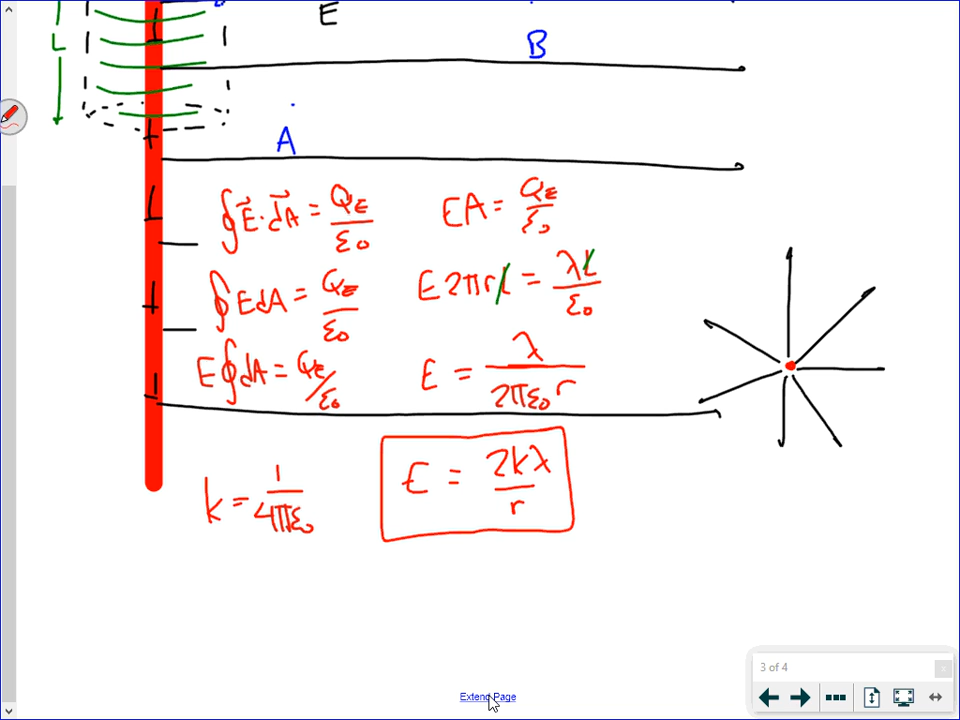 E
L
B
A
∮E⃗·d⃗A = Q_E/ε₀
EA = Q_E/ε₀
∮EdA = Q_E/ε₀
E2πrL = λL/ε₀
E∮dA = Q_E/ε₀
E = λ/2πε₀r
k = 1/4πε₀
E = 2kλ/r
3 of 4
Extend Page